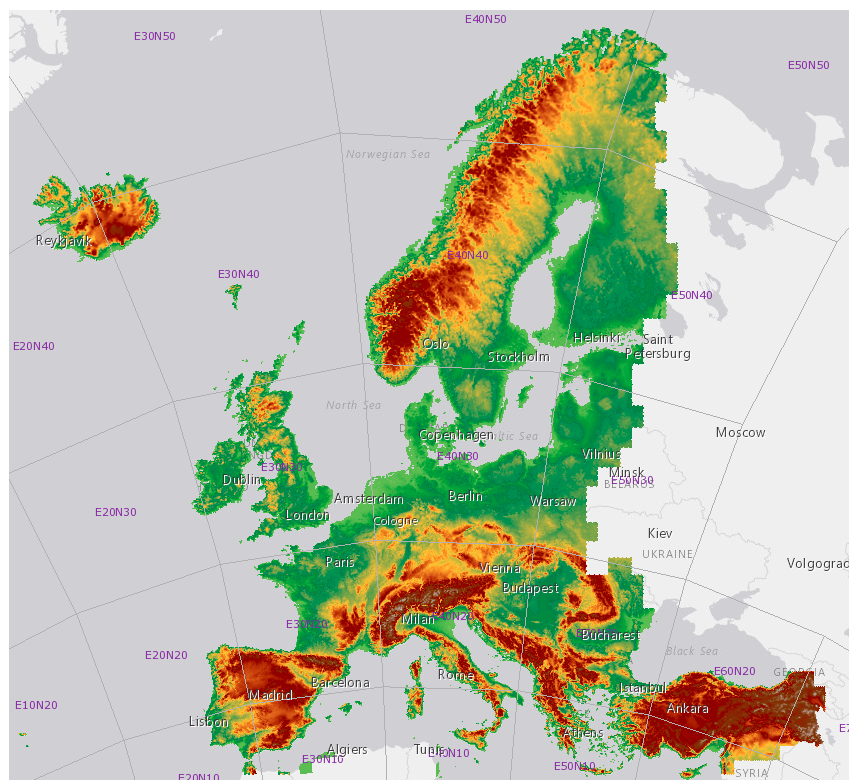 E40N50
E30N50
E50N50
Norwegian Sea
Reykjavik
E40N40
E30N40
E50N40
E20N40
Oslo
Helsinki
Saint
Petersburg
Stockholm
North Sea
Moscow
Copenhagen
ltic Sea
Vilnius
E40N30
E30N30
Minsk
E50N30
BELARUS
Dublin
Berlin
Amsterdam
Warsaw
E20N30
London
Cologne
Kiev
UKRAINE
Paris
Volgograd
Vienna
Budapest
Milan
E30N20
Bucharest
Black Sea
E20N20
E60N20
GEORGIA
Rome
Barcelona
Istanbul
Madrid
E10N20
Ankara
Lisbon
Athens
Algiers
Tunis
E40N10
E30N10
E50N10
SYRIA
E20N10